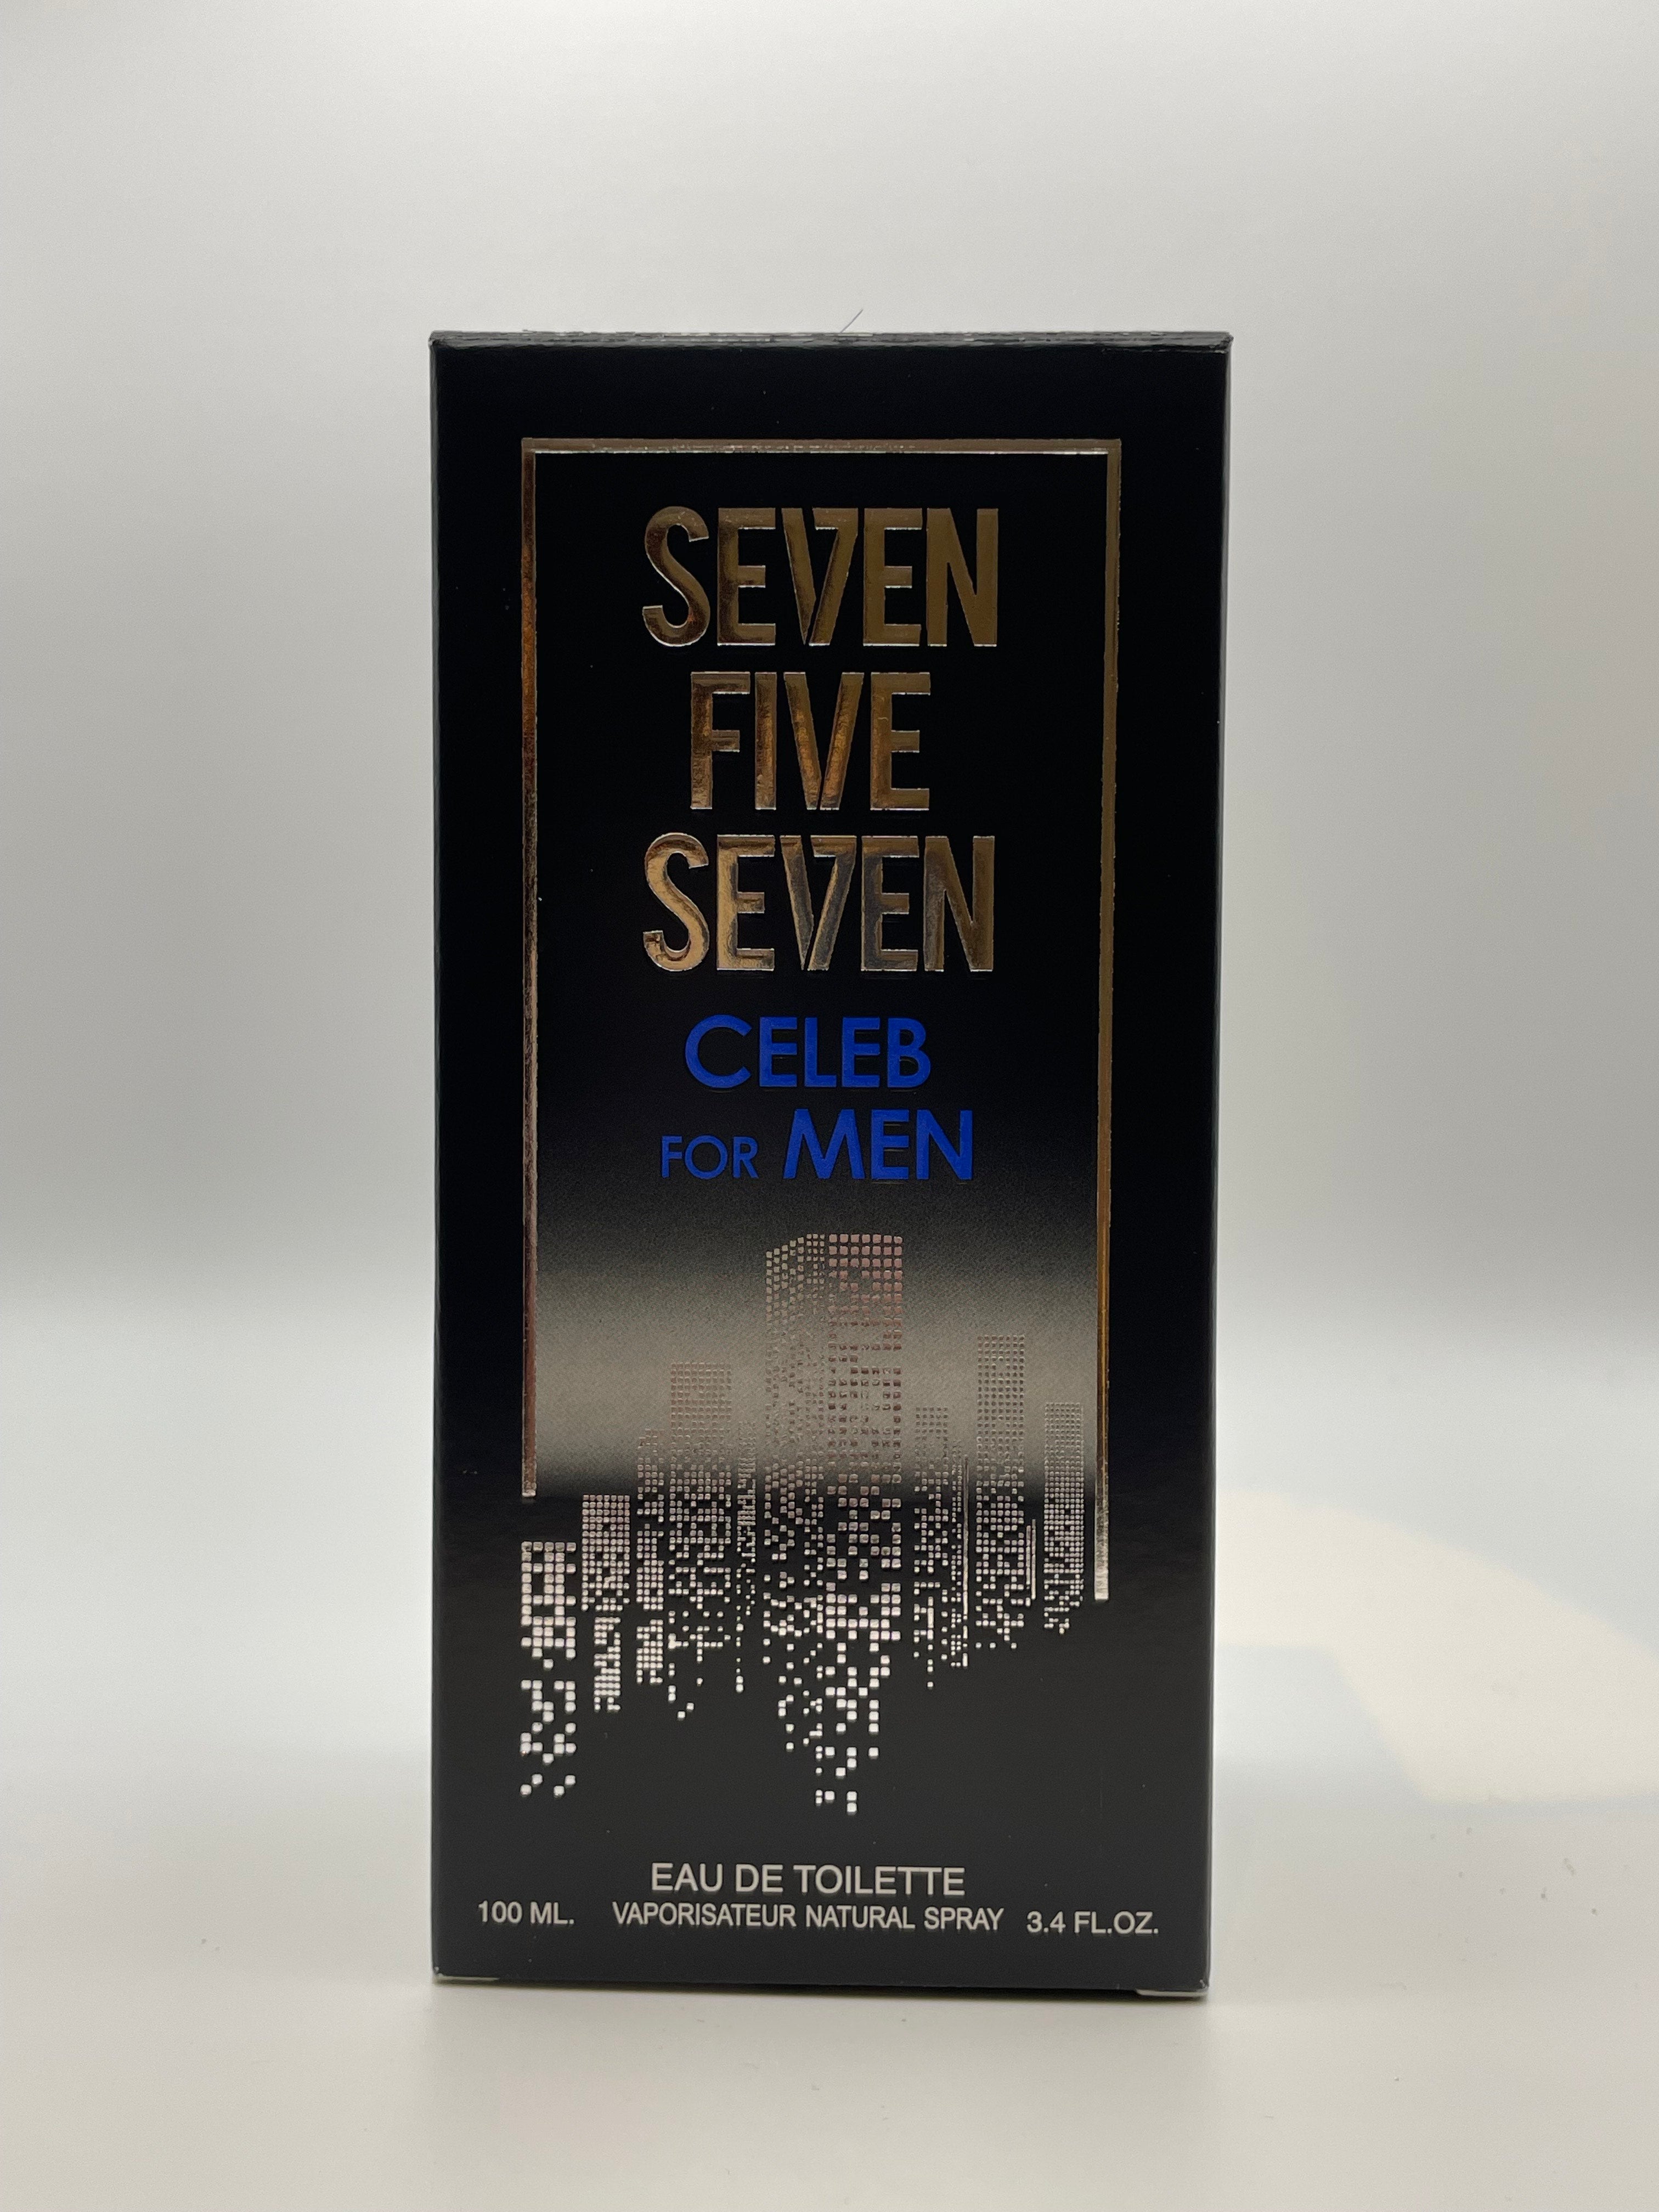 SEVEN
FIVE
SEVEN
CELEB
FOR MEN
EAU DE TOILETTE
100 ML. VAPORISATEUR NATURAL SPRAY 3.4 FL.OZ.